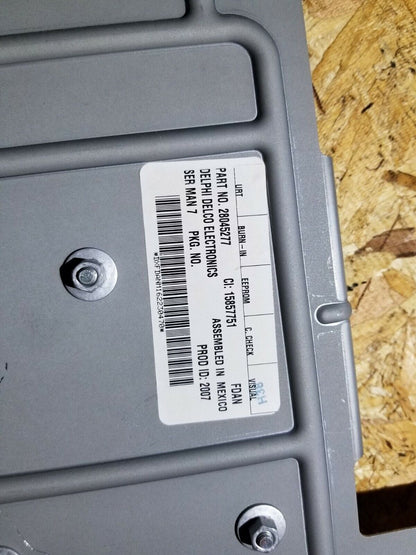 URT BURN-IN EEPROM C. CHECK VISUAL
H38
PART NO. 28045277 CI: 15857751 FDAN
DELPHI DELCO ELECTRONICS ASSEMBLED IN MEXICO
SER MAN 7 PKG. NO. PROD ID: 2007